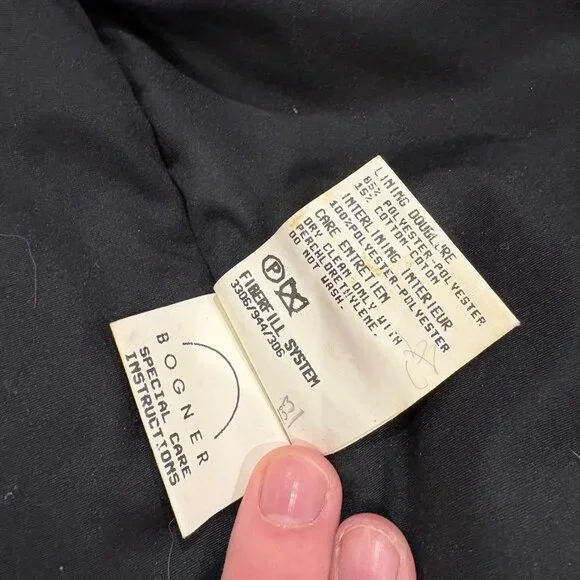 LINING DOUBLURE
85% POLYESTER-POLYESTER
15% COTTON-COTON
INTERLINING INTERIEUR
100%POLYESTER-POLYESTER
CARE ENTRETIEN
DRY CLEAN ONLY WITH
PERCHLORETHYLENE.
DO NOT WASH.
P
FIBERFILL SYSTEM
3306/944/306
BOGNER
SPECIAL CARE
INSTRUCTIONS